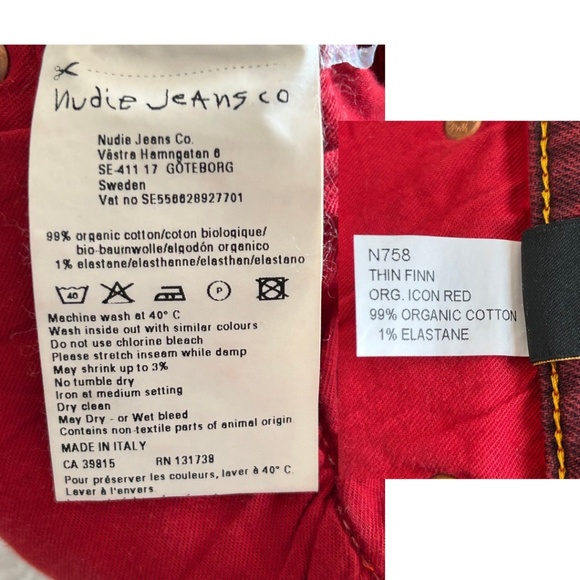 nudie jeans co
Nudie Jeans Co.
Västra Hamngatan 6
SE-411 17 GÖTEBORG
Sweden
Vat no SE556628927701
99% organic cotton/coton biologique/
bio-baumwolle/algodón organico
1% elastane/elasthanne/elasthan/elastano
40
P
Machine wash at 40° C
Wash inside out with similar colours
Do not use chlorine bleach
Please stretch inseam while damp
May shrink up to 3%
No tumble dry
Iron at medium setting
Dry clean
May Dry - or Wet bleed
Contains non-textile parts of animal origin
MADE IN ITALY
CA 39815 RN 131738
Pour préserver les couleurs, laver à 40° C.
Laver à l'envers
N758
THIN FINN
ORG. ICON RED
99% ORGANIC COTTON
1% ELASTANE